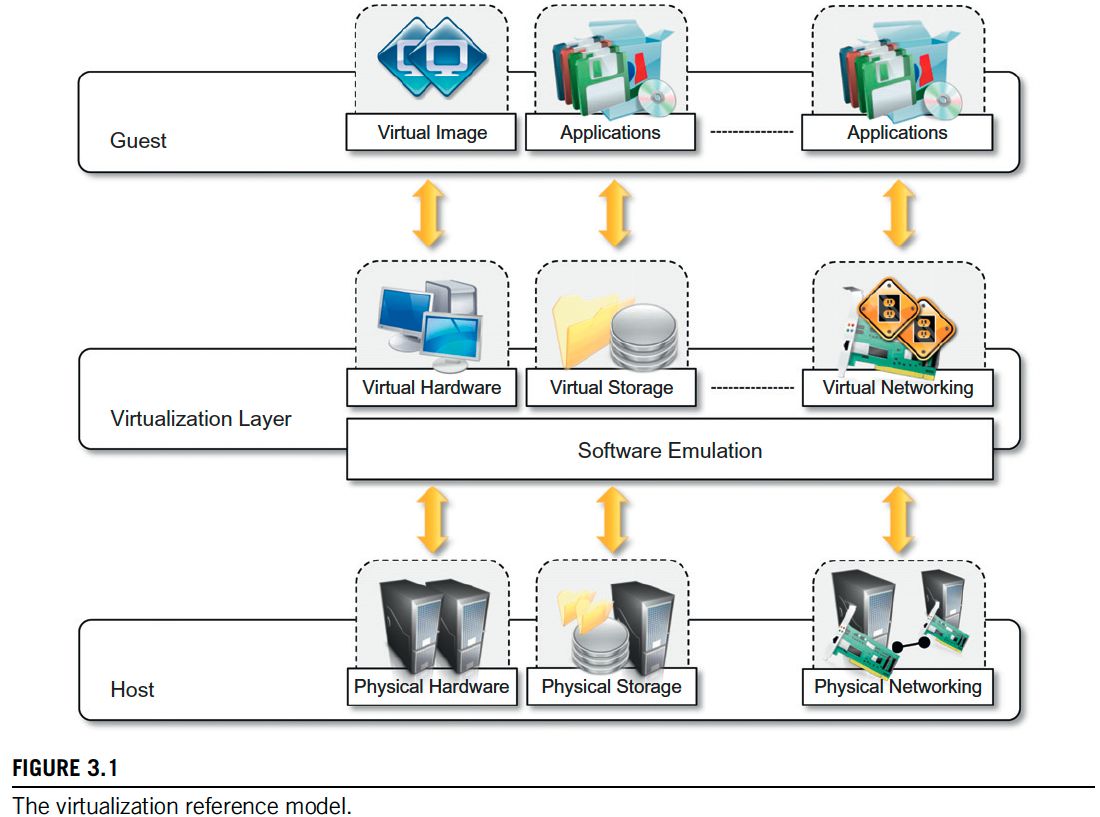 Guest
Virtual Image
Applications
Applications
Virtualization Layer
Virtual Hardware
Virtual Storage
Virtual Networking
Software Emulation
Host
Physical Hardware
Physical Storage
Physical Networking
FIGURE 3.1
The virtualization reference model.